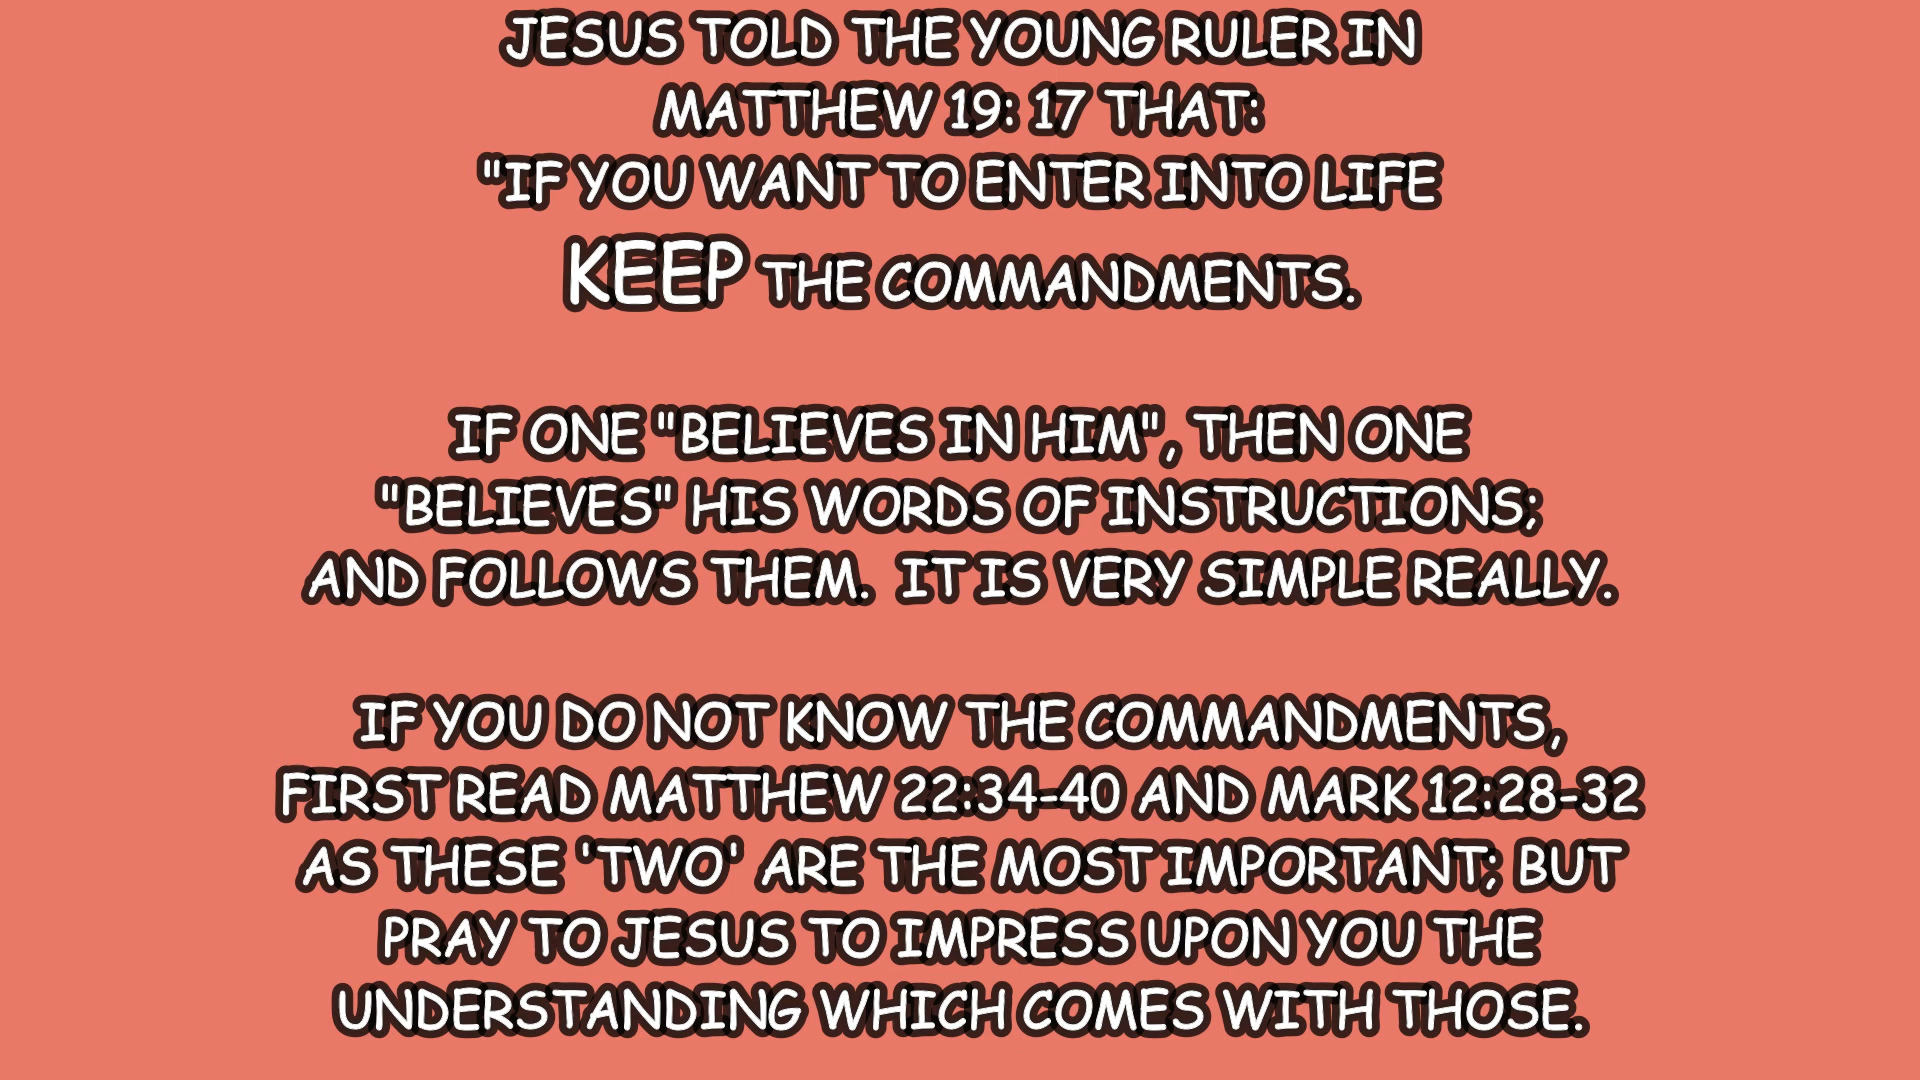 JESUS TOLD THE YOUNG RULER IN
MATTHEW 19: 17 THAT:
"IF YOU WANT TO ENTER INTO LIFE
KEEP THE COMMANDMENTS.
IF ONE "BELIEVES IN HIM", THEN ONE
"BELIEVES" HIS WORDS OF INSTRUCTIONS;
AND FOLLOWS THEM.  IT IS VERY SIMPLE REALLY.
IF YOU DO NOT KNOW THE COMMANDMENTS,
FIRST READ MATTHEW 22:34-40 AND MARK 12:28-32
AS THESE 'TWO' ARE THE MOST IMPORTANT; BUT
PRAY TO JESUS TO IMPRESS UPON YOU THE
UNDERSTANDING WHICH COMES WITH THOSE.